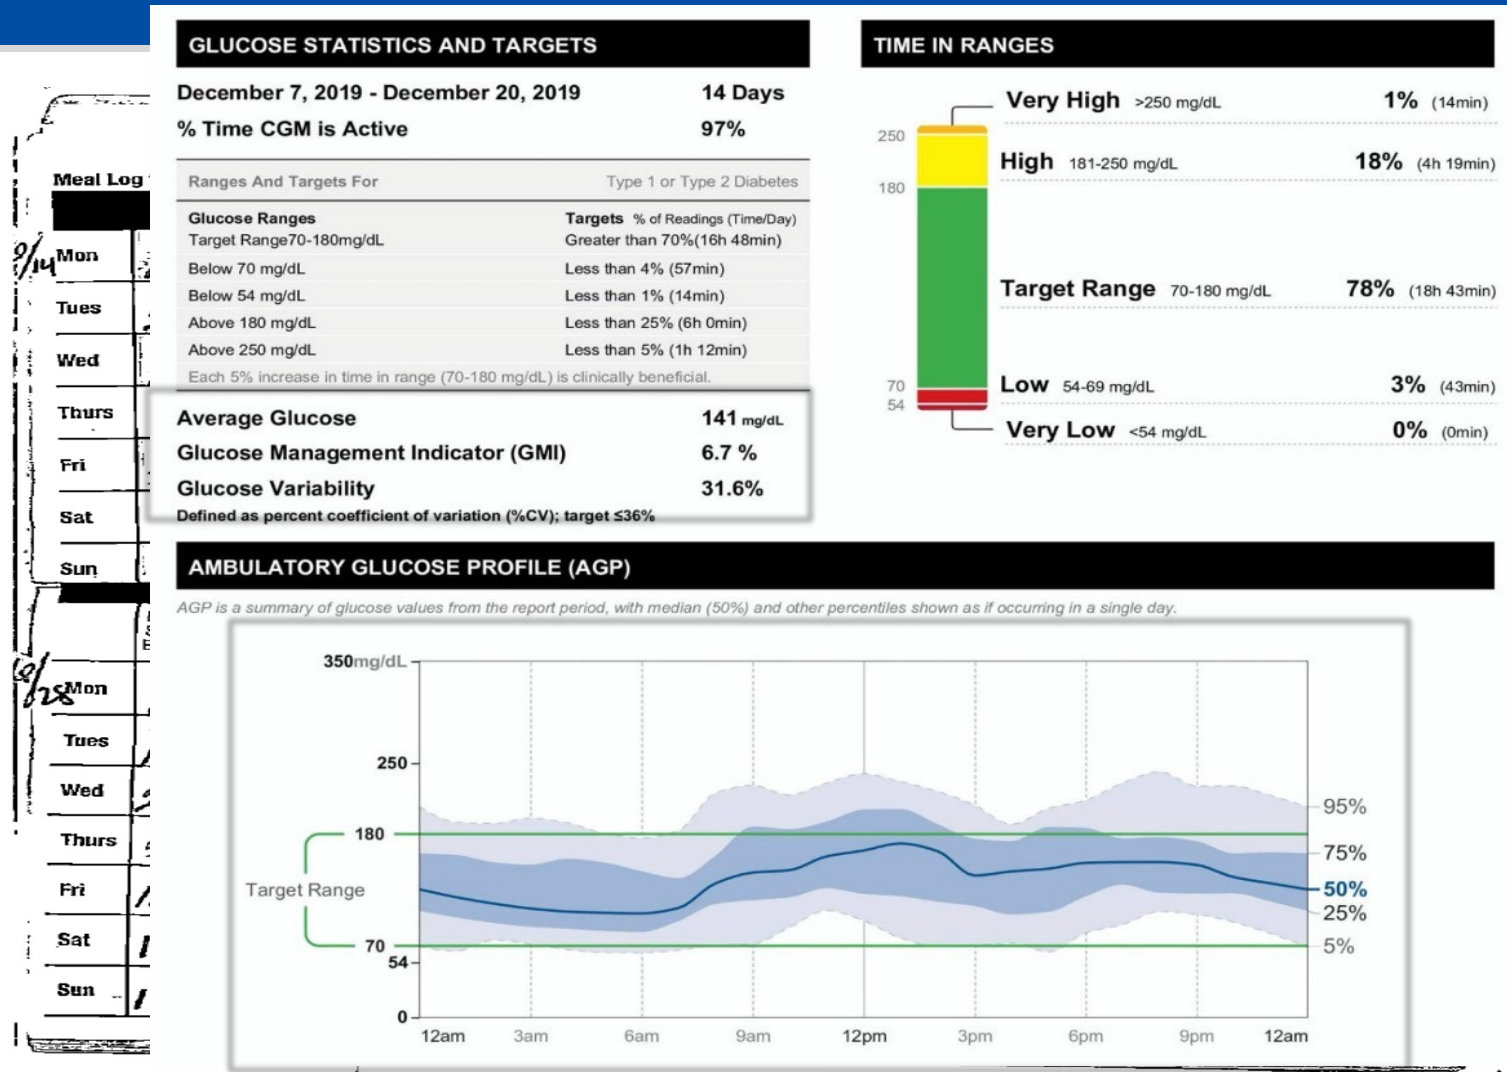 GLUCOSE STATISTICS AND TARGETS
December 7, 2019 - December 20, 2019 14 Days
% Time CGM is Active 97%
Ranges And Targets For Type 1 or Type 2 Diabetes
Glucose Ranges Targets % of Readings (Time/Day)
Target Range70-180mg/dL Greater than 70%(16h 48min)
Below 70 mg/dL Less than 4% (57min)
Below 54 mg/dL Less than 1% (14min)
Above 180 mg/dL Less than 25% (6h 0min)
Above 250 mg/dL Less than 5% (1h 12min)
Each 5% increase in time in range (70-180 mg/dL) is clinically beneficial.
Average Glucose 141 mg/dL
Glucose Management Indicator (GMI) 6.7 %
Glucose Variability 31.6%
Defined as percent coefficient of variation (%CV); target ≤36%
TIME IN RANGES
Very High >250 mg/dL 1% (14min)
250
High 181-250 mg/dL 18% (4h 19min)
180
Target Range 70-180 mg/dL 78% (18h 43min)
70
Low 54-69 mg/dL 3% (43min)
54
Very Low <54 mg/dL 0% (0min)
AMBULATORY GLUCOSE PROFILE (AGP)
AGP is a summary of glucose values from the report period, with median (50%) and other percentiles shown as if occurring in a single day.
350mg/dL
250
180
Target Range
70
54
0
95%
75%
50%
25%
5%
12am 3am 6am 9am 12pm 3pm 6pm 9pm 12am
Meal Log
Mon
Tues
Wed
Thurs
Fri
Sat
Sun
Mon
Tues
Wed
Thurs
Fri
Sat
Sun